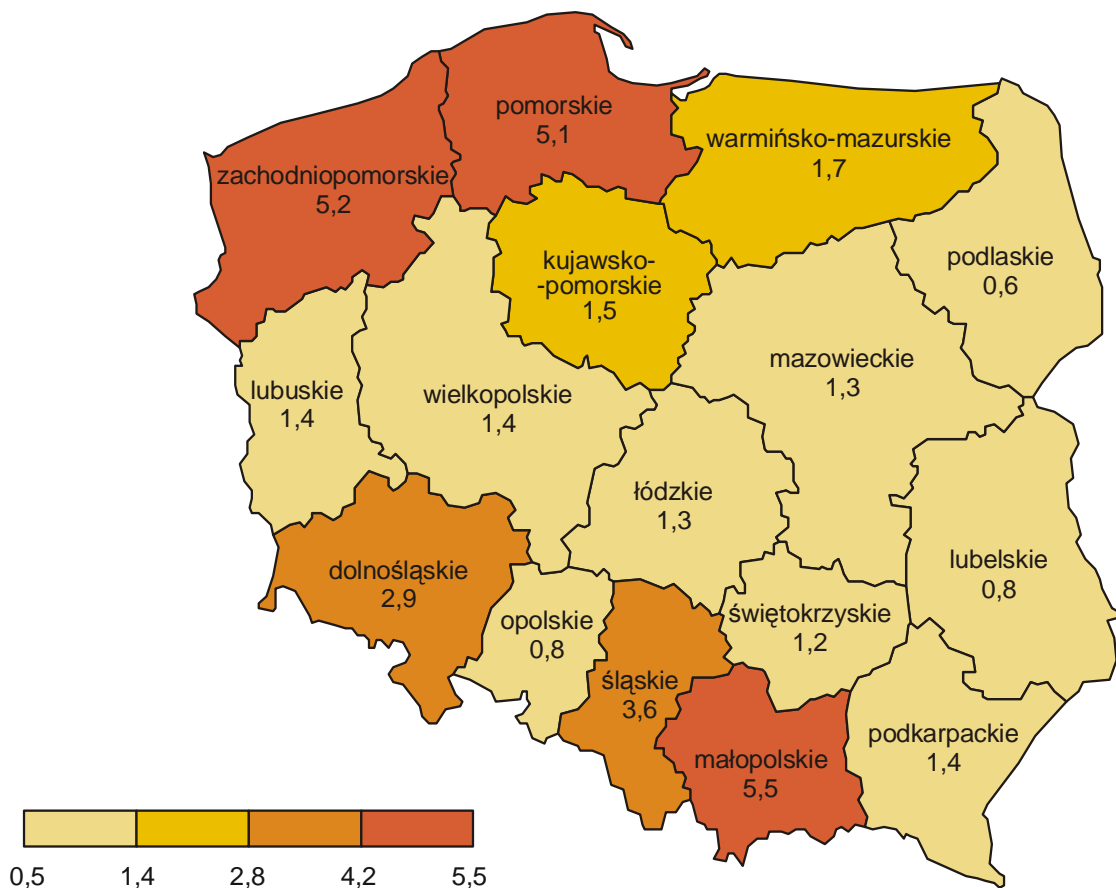 pomorskie
5,1
warmińsko-mazurskie
1,7
zachodniopomorskie
5,2
kujawsko-
-pomorskie
1,5
podlaskie
0,6
mazowieckie
1,3
lubuskie
1,4
wielkopolskie
1,4
łódzkie
1,3
lubelskie
0,8
dolnośląskie
2,9
opolskie
0,8
świętokrzyskie
1,2
śląskie
3,6
małopolskie
5,5
podkarpackie
1,4
0,5 1,4 2,8 4,2 5,5